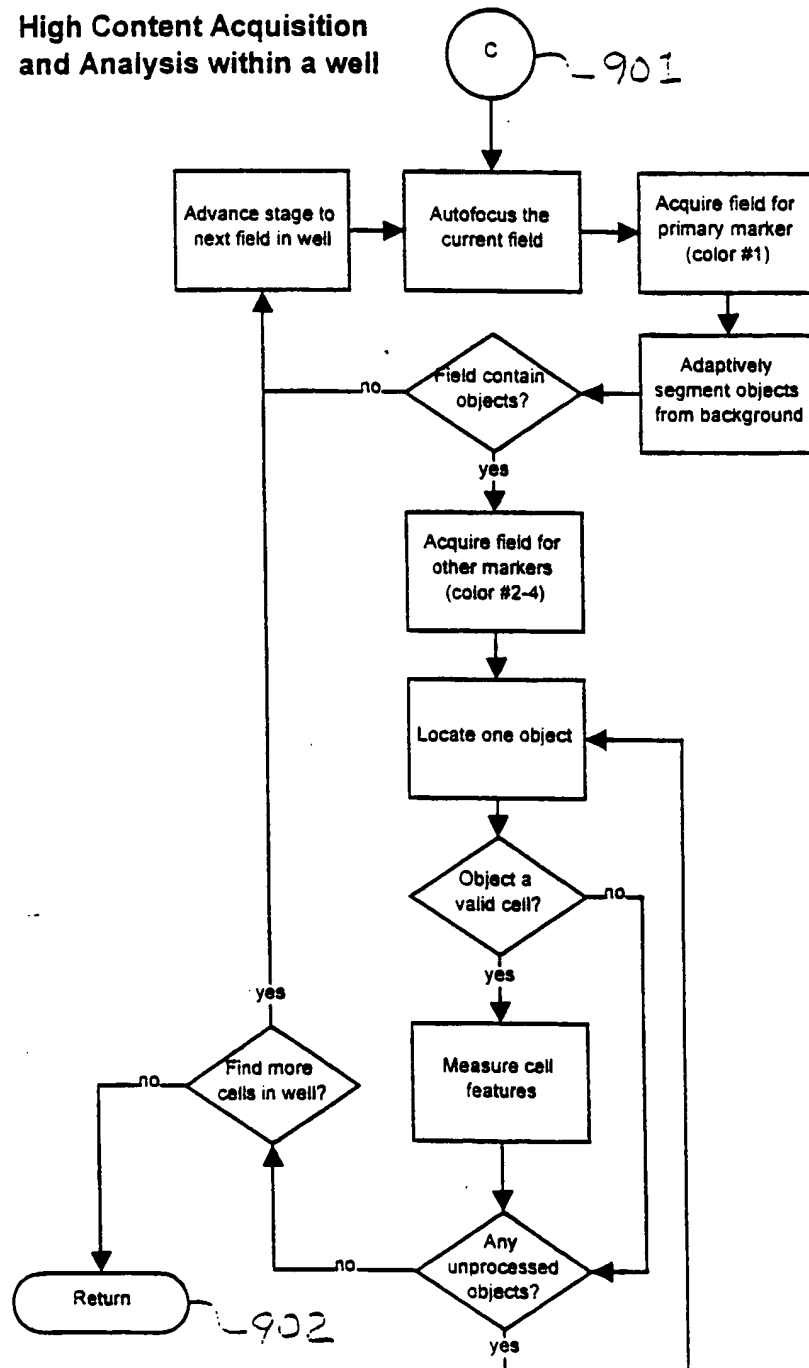 High Content Acquisition
and Analysis within a well
C
901
Advance stage to
next field in well
Autofocus the
current field
Acquire field for
primary marker
(color #1)
Adaptively
segment objects
from background
Field contain
objects?
no
yes
Acquire field for
other markers
(color #2-4)
Locate one object
Object a
valid cell?
no
yes
Measure cell
features
Any
unprocessed
objects?
no
yes
Find more
cells in well?
yes
no
Return
902